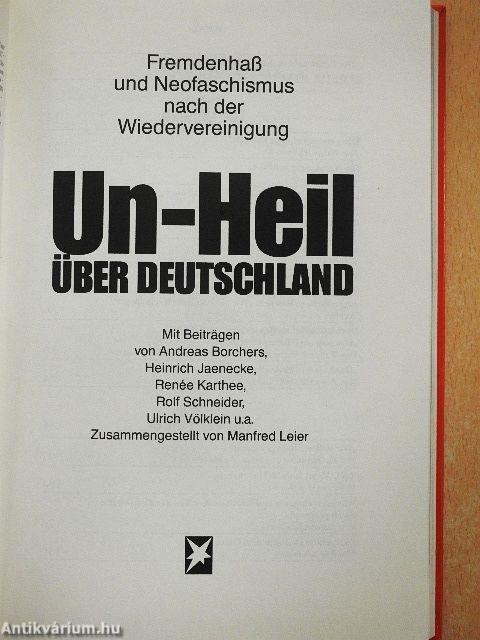 Fremdenhaß
und Neofaschismus
nach der
Wiedervereinigung
Un-Heil
ÜBER DEUTSCHLAND
Mit Beiträgen
von Andreas Borchers,
Heinrich Jaenecke,
Renée Karthee,
Rolf Schneider,
Ulrich Völklein u.a.
Zusammengestellt von Manfred Leier
Antikvárium.hu